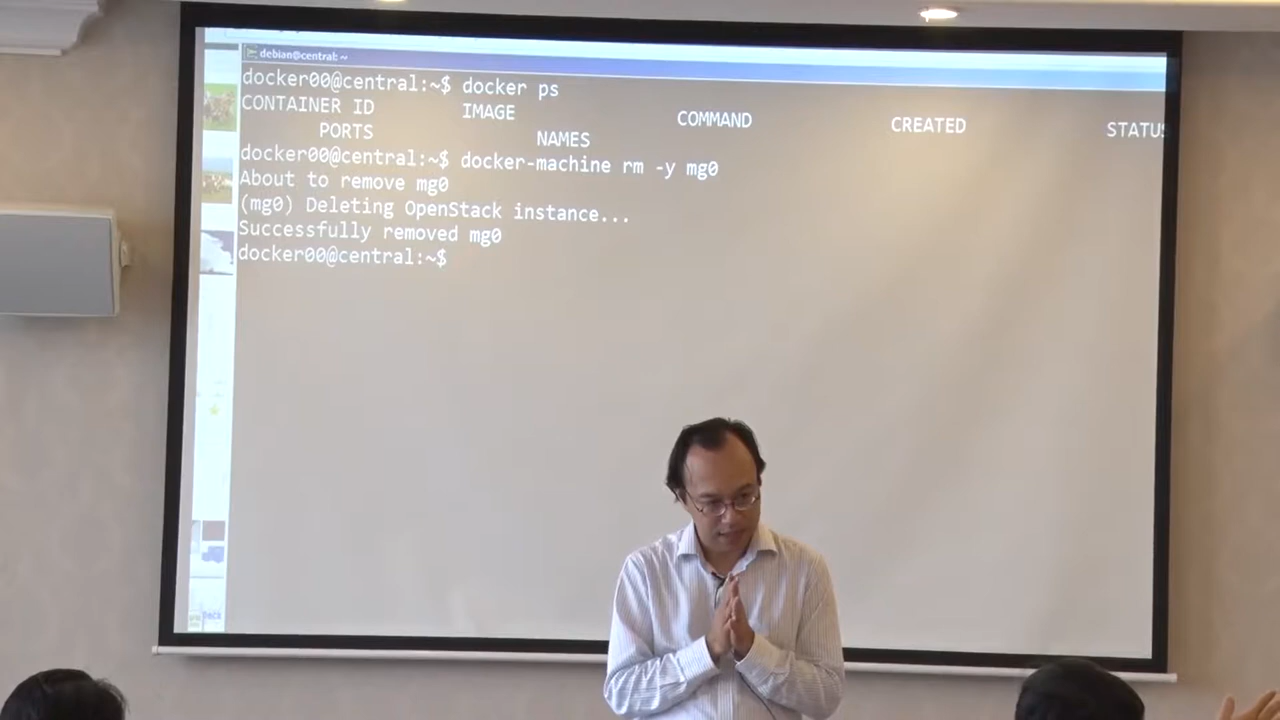 debian@central: ~
docker00@central:~$ docker ps
CONTAINER ID IMAGE COMMAND CREATED STATUS
PORTS NAMES
docker00@central:~$ docker-machine rm -y mg0
About to remove mg0
(mg0) Deleting OpenStack instance...
Successfully removed mg0
docker00@central:~$